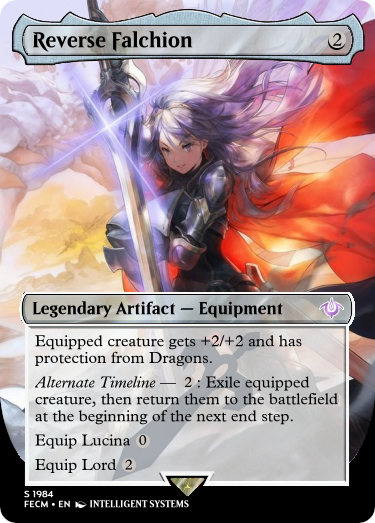 Reverse Falchion 2
Legendary Artifact — Equipment
Equipped creature gets +2/+2 and has
protection from Dragons.
Alternate Timeline — 2 : Exile equipped
creature, then return them to the battlefield
at the beginning of the next end step.
Equip Lucina 0
Equip Lord 2
S 1984
FECM • EN INTELLIGENT SYSTEMS